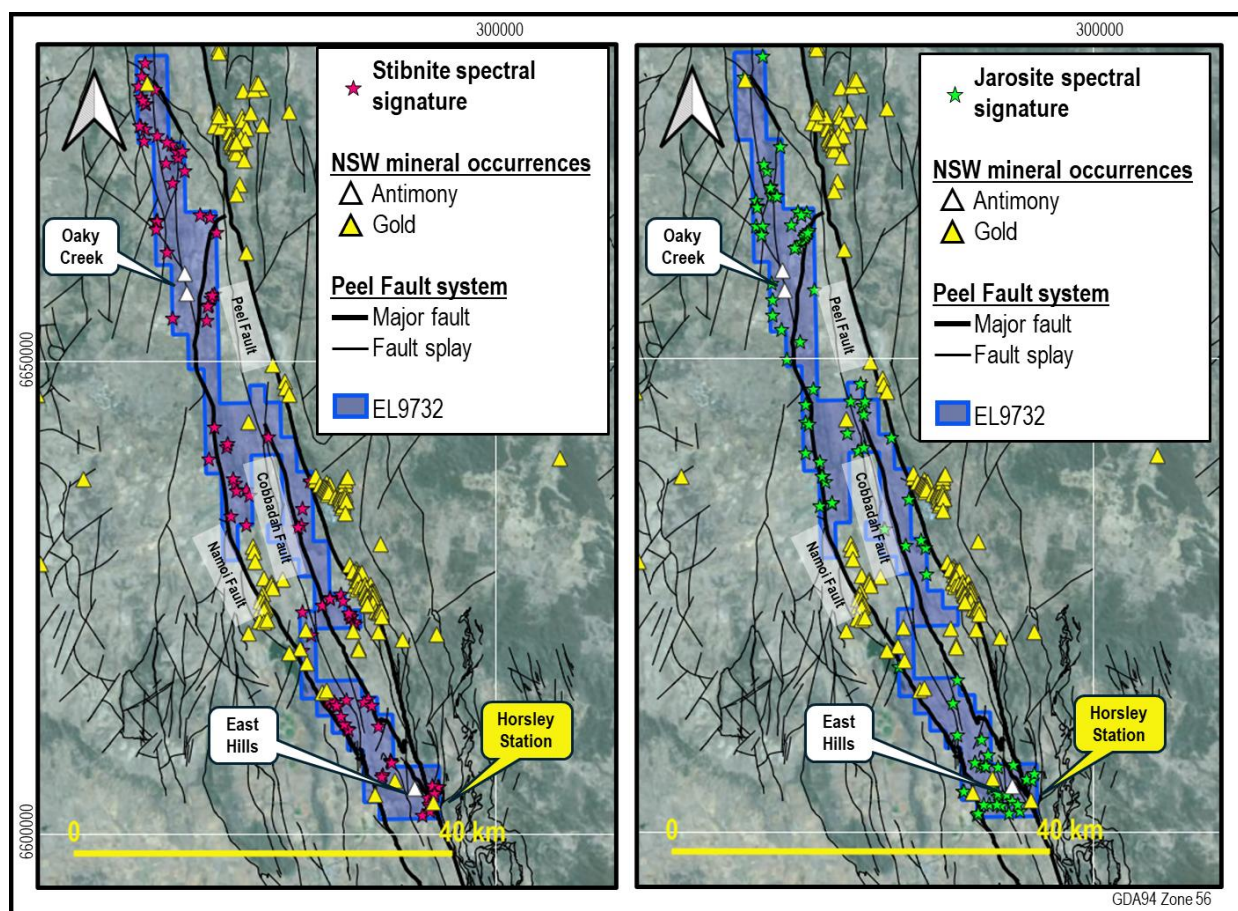 300000
Stibnite spectral
signature
NSW mineral occurrences
Antimony
Gold
Peel Fault system
Major fault
Fault splay
EL9732
Oaky
Creek
Peel Fault
6650000
Cobbadah Fault
Namoi Fault
East
Hills
Horsley
Station
6600000
0
40 km
300000
Jarosite spectral
signature
NSW mineral occurrences
Antimony
Gold
Peel Fault system
Major fault
Fault splay
EL9732
Oaky
Creek
Peel Fault
Cobbadah Fault
Namoi Fault
East
Hills
Horsley
Station
0
40 km
GDA94 Zone 56